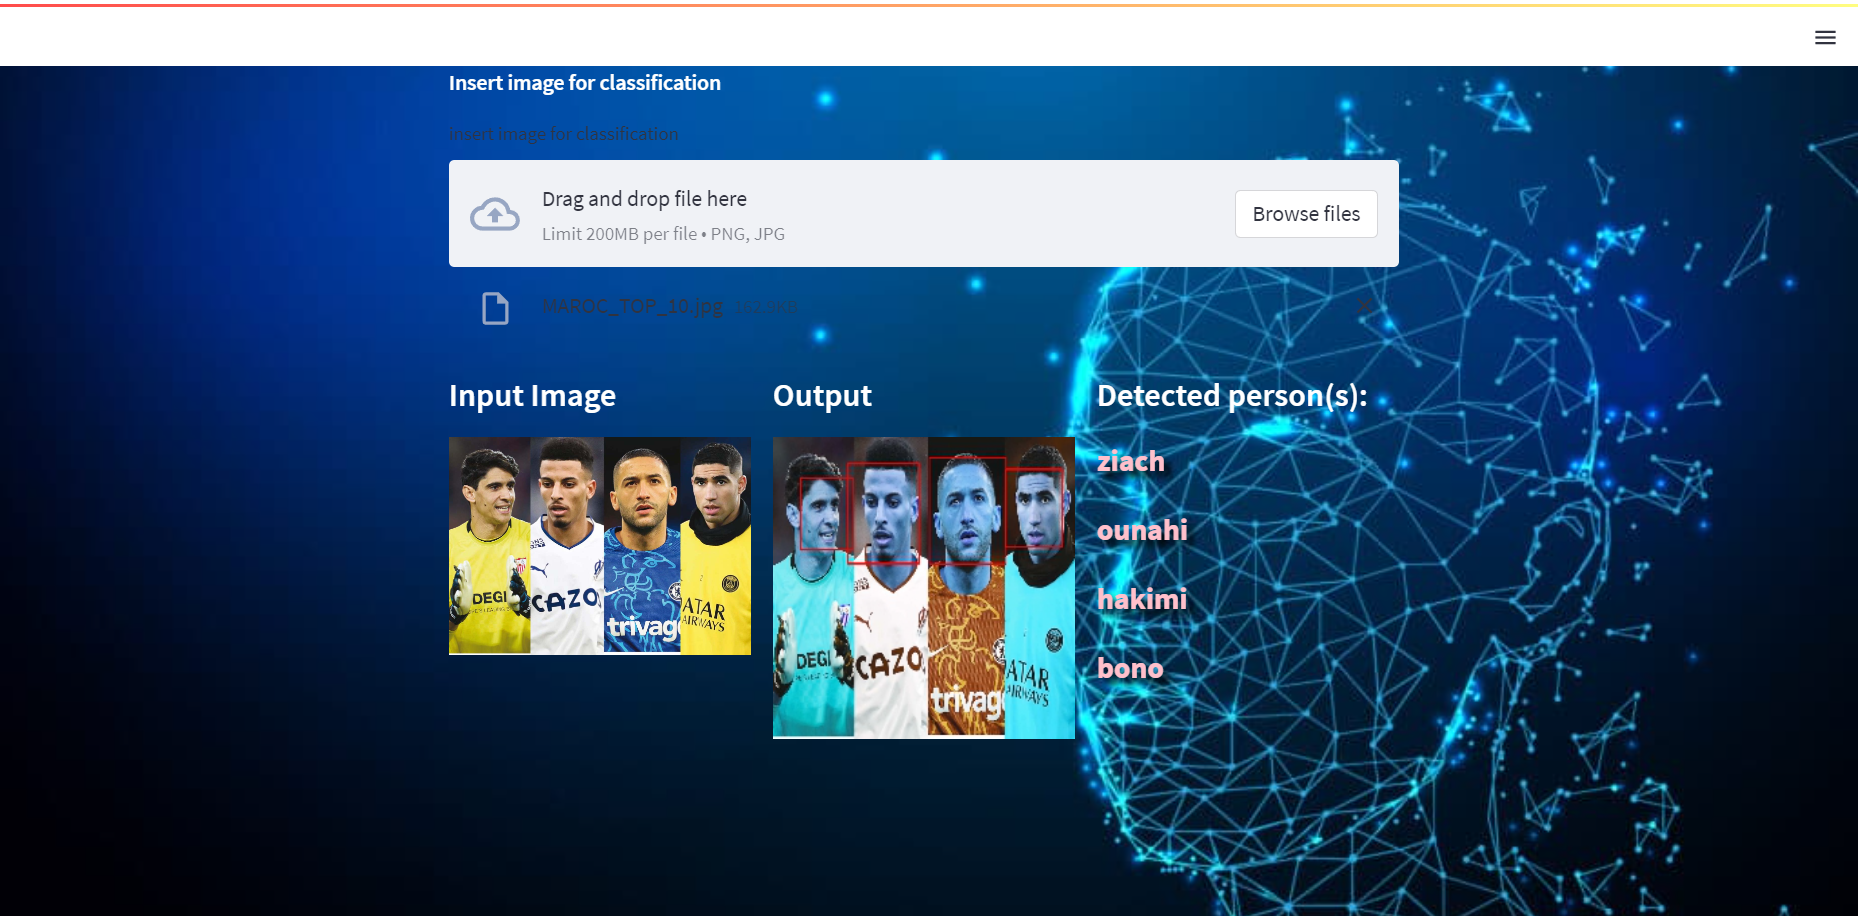 Insert image for classification
Insert image for classification
Drag and drop file here
Limit 200MB per file • PNG, JPG
Browse files
MAROC_TOP_10.jpg 162.9KB
Input Image
Output
Detected person(s):
DEGI
CAZO
trivag
ATAR
AIRWAYS
DEGI
CAZO
trivag
ATAR
AIRWAYS
ziach
ounahi
hakimi
bono